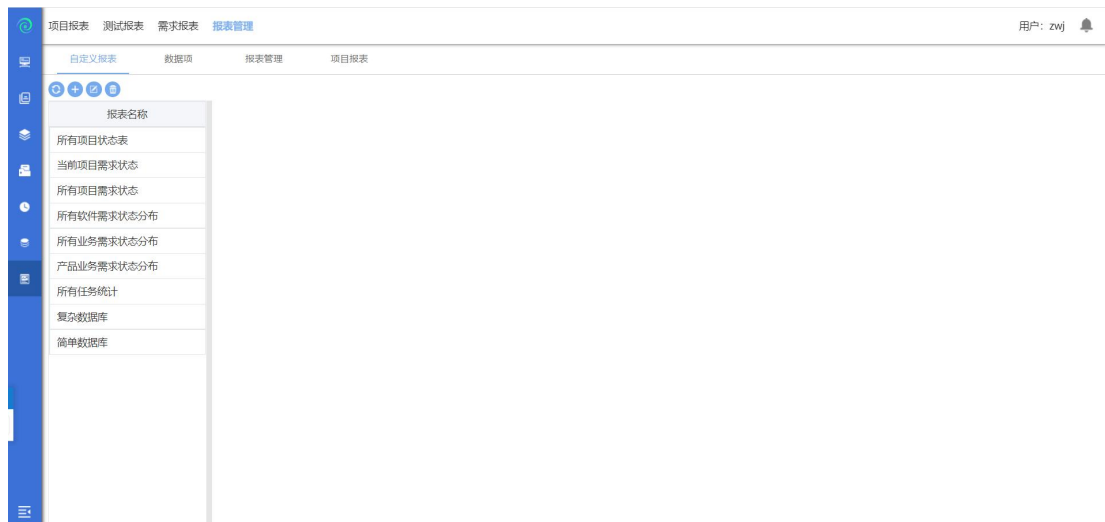 项目报表 测试报表 需求报表 报表管理 用户：zwj
自定义报表 数据项 报表管理 项目报表
报表名称
所有项目状态表
当前项目需求状态
所有项目需求状态
所有软件需求状态分布
所有业务需求状态分布
产品业务需求状态分布
所有任务统计
复杂数据库
简单数据库